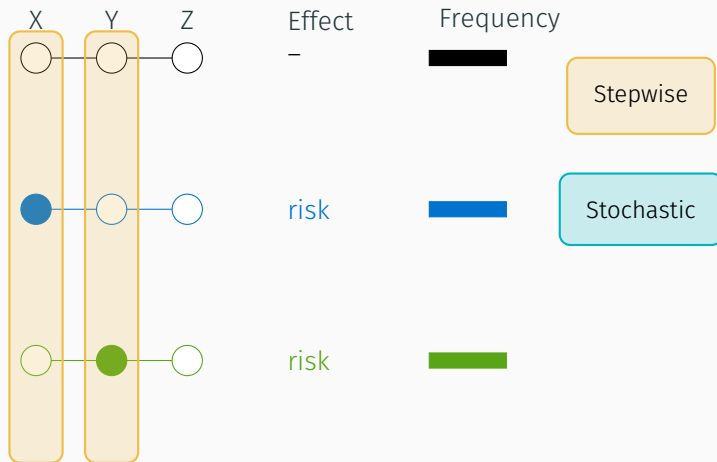 X Y Z Effect Frequency
–
Stepwise
risk
Stochastic
risk